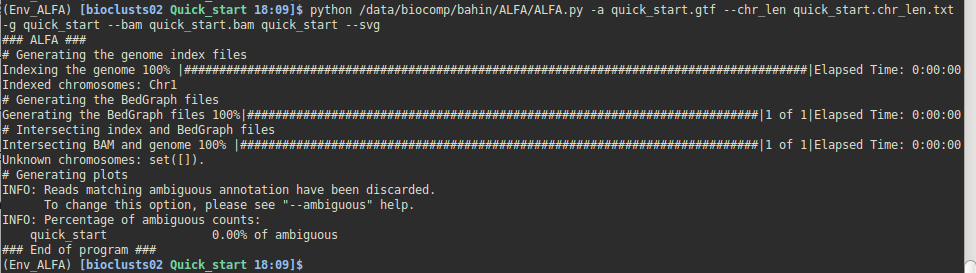 (Env_ALFA) [bioclusts02 Quick_start 18:09]$ python /data/biocomp/bahin/ALFA/ALFA.py -a quick_start.gtf --chr_len quick_start.chr_len.txt
-g quick_start --bam quick_start.bam quick_start --svg
### ALFA ###
# Generating the genome index files
Indexing the genome 100% |#########################################################################################|Elapsed Time: 0:00:00
Indexed chromosomes: Chr1
# Generating the BedGraph files
Generating the BedGraph files 100%|#########################################################################|1 of 1|Elapsed Time: 0:00:00
# Intersecting index and BedGraph files
Intersecting BAM and genome 100% |##########################################################################|1 of 1|Elapsed Time: 0:00:00
Unknown chromosomes: set([]).
# Generating plots
INFO: Reads matching ambiguous annotation have been discarded.
      To change this option, please see "--ambiguous" help.
INFO: Percentage of ambiguous counts:
    quick_start               0.00% of ambiguous
### End of program ###
(Env_ALFA) [bioclusts02 Quick_start 18:09]$